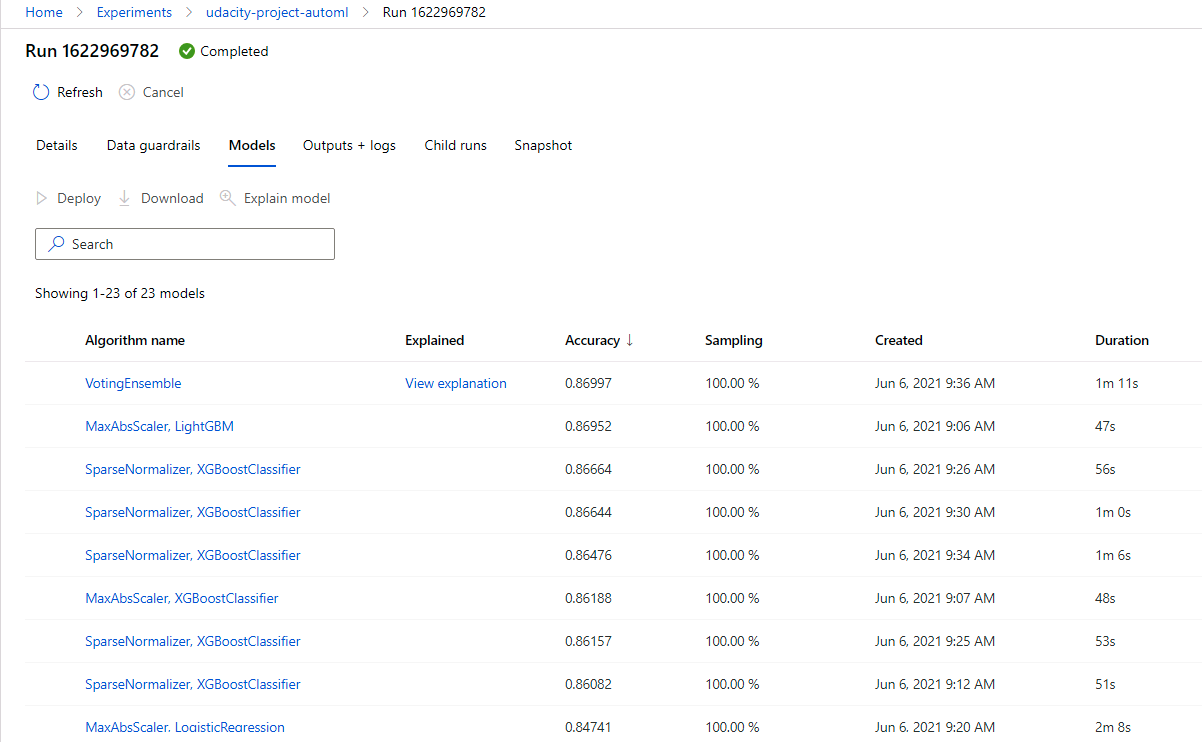 Home > Experiments > udacity-project-automl > Run 1622969782
Run 1622969782 Completed
Refresh Cancel
Details Data guardrails Models Outputs + logs Child runs Snapshot
Deploy Download Explain model
Search
Showing 1-23 of 23 models
Algorithm name Explained Accuracy ↓ Sampling Created Duration
VotingEnsemble View explanation 0.86997 100.00 % Jun 6, 2021 9:36 AM 1m 11s
MaxAbsScaler, LightGBM 0.86952 100.00 % Jun 6, 2021 9:06 AM 47s
SparseNormalizer, XGBoostClassifier 0.86664 100.00 % Jun 6, 2021 9:26 AM 56s
SparseNormalizer, XGBoostClassifier 0.86644 100.00 % Jun 6, 2021 9:30 AM 1m 0s
SparseNormalizer, XGBoostClassifier 0.86476 100.00 % Jun 6, 2021 9:34 AM 1m 6s
MaxAbsScaler, XGBoostClassifier 0.86188 100.00 % Jun 6, 2021 9:07 AM 48s
SparseNormalizer, XGBoostClassifier 0.86157 100.00 % Jun 6, 2021 9:25 AM 53s
SparseNormalizer, XGBoostClassifier 0.86082 100.00 % Jun 6, 2021 9:12 AM 51s
MaxAbsScaler, LogisticRegression 0.84741 100.00 % Jun 6, 2021 9:20 AM 2m 8s